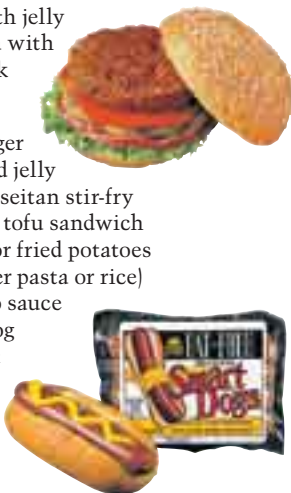 th jelly
with
k
ger
d jelly
seitan stir-fry
tofu sandwich
or fried potatoes
er pasta or rice)
sauce
og
FAT FREE
Smart
Dogs